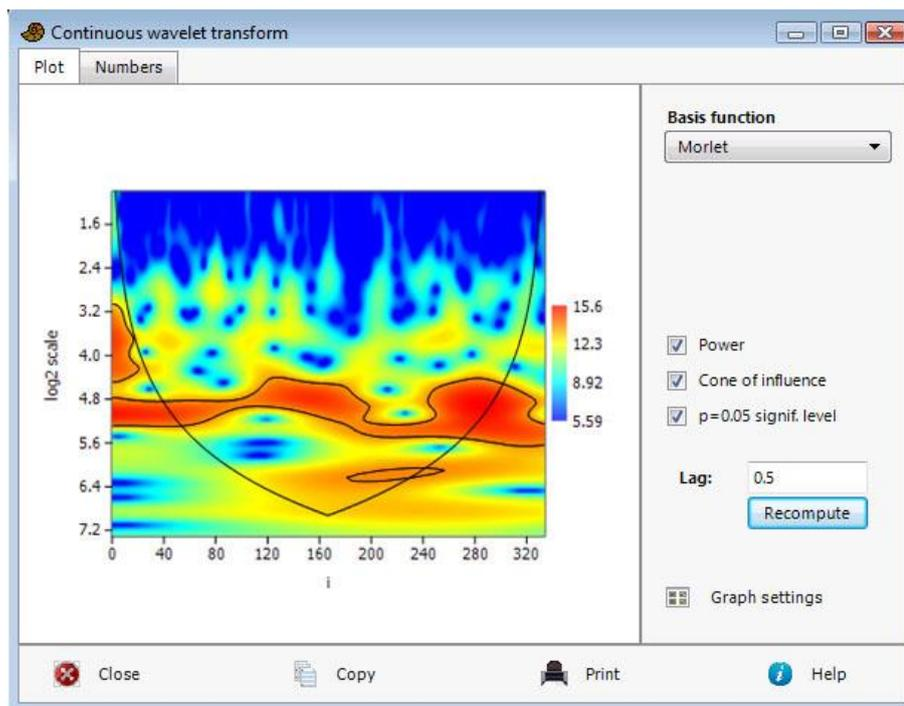 Continuous wavelet transform
Plot Numbers
Basis function
Morlet
1.6
2.4
3.2
4.0
4.8
5.6
6.4
7.2
log2 scale
0 40 80 120 160 200 240 280 320
i
15.6
12.3
8.92
5.59
Power
Cone of influence
p=0.05 signif. level
Lag: 0.5
Recompute
Graph settings
Close Copy Print Help